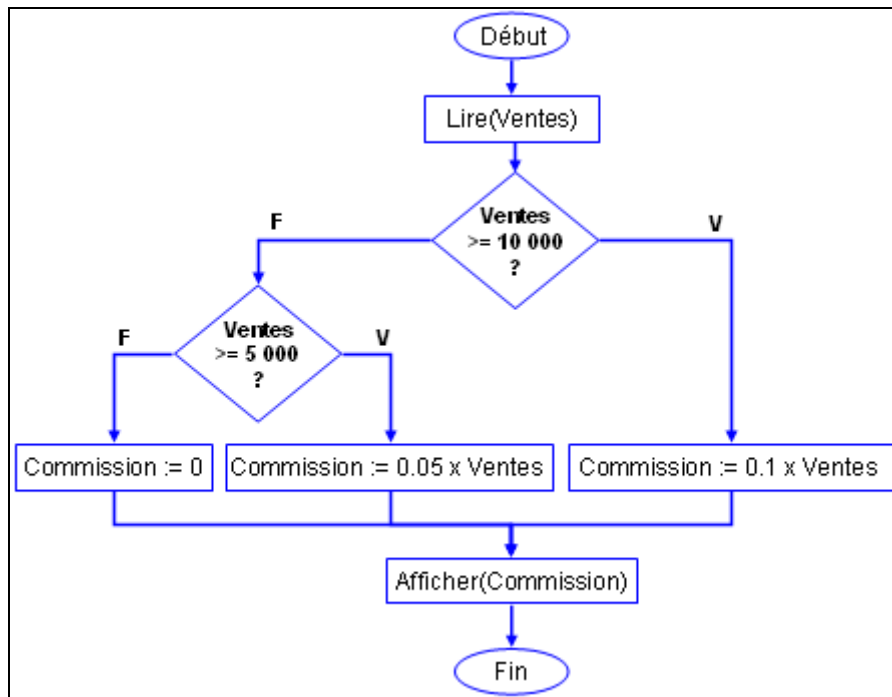 Début
Lire(Ventes)
Ventes
>= 10 000
?
F
V
Ventes
>= 5 000
?
F
V
Commission := 0
Commission := 0.05 x Ventes
Commission := 0.1 x Ventes
Afficher(Commission)
Fin